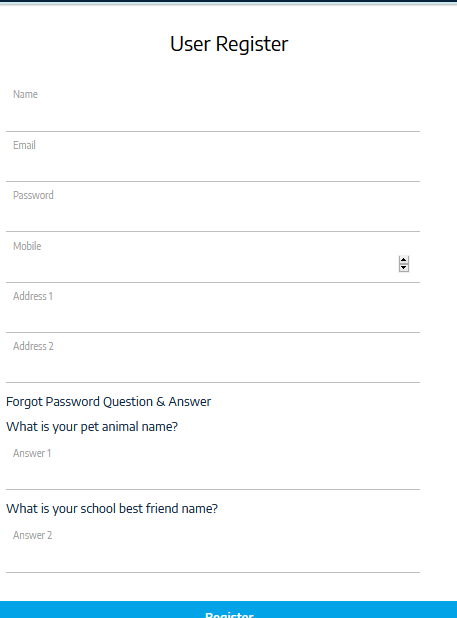 User Register
Name
Email
Password
Mobile
Address 1
Address 2
Forgot Password Question & Answer
What is your pet animal name?
Answer 1
What is your school best friend name?
Answer 2
Register